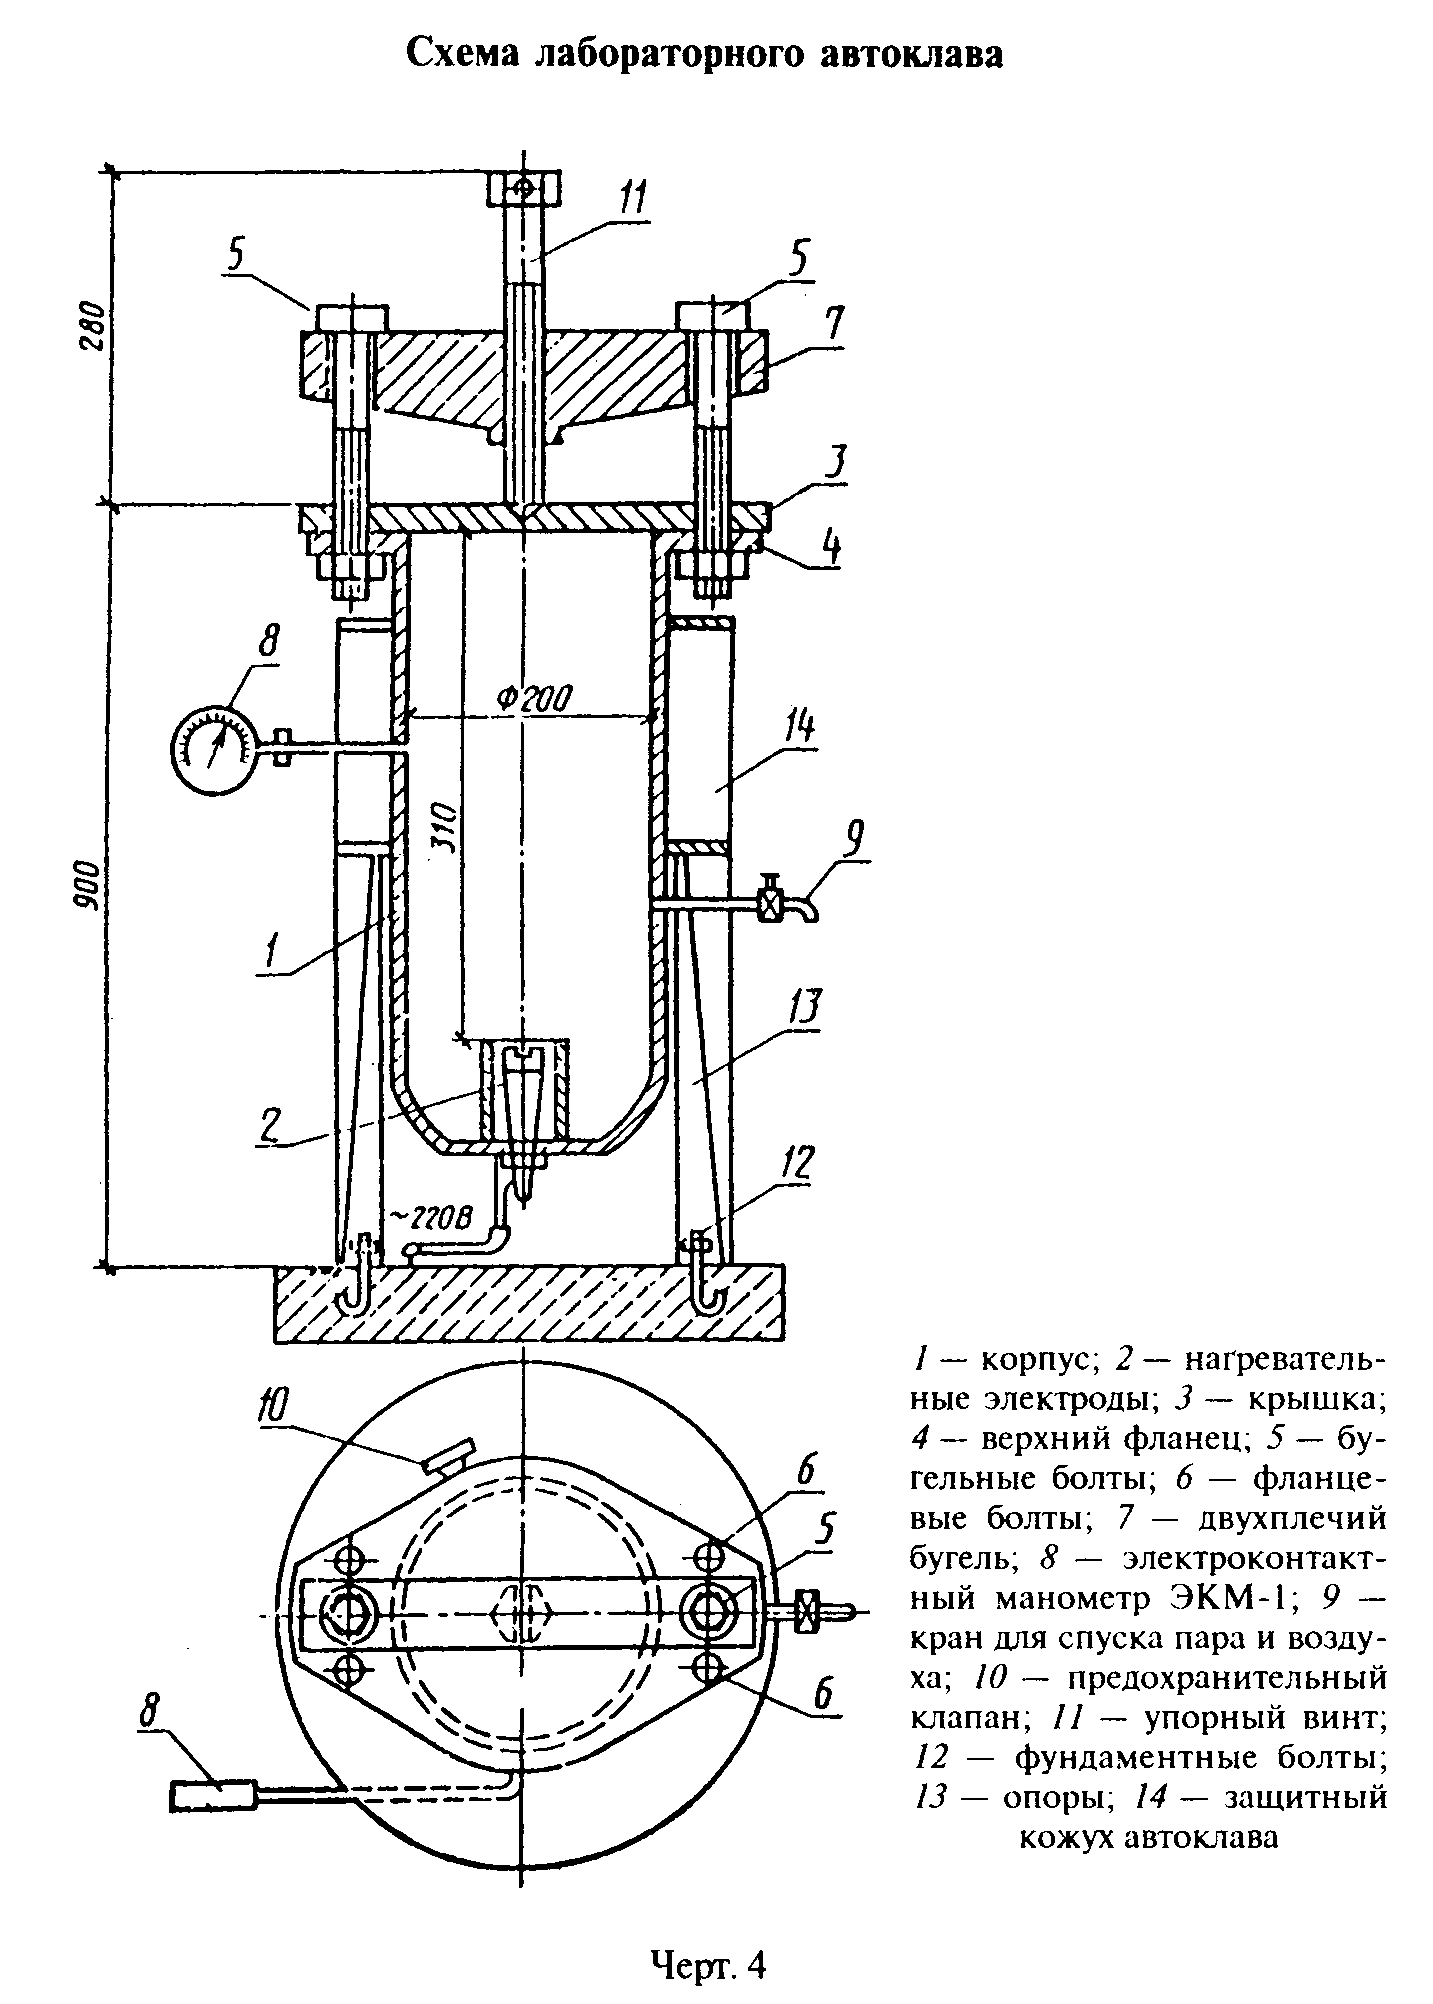 Схема лабораторного автоклава
11
5
5
7
280
3
4
8
Ф200
14
310
9
900
1
13
2
12
~220В
10
6
5
6
8
1 — корпус; 2 — нагреватель-
ные электроды; 3 — крышка;
4 — верхний фланец; 5 — бу-
гельные болты; 6 — фланце-
вые болты; 7 — двухплечий
бугель; 8 — электроконтакт-
ный манометр ЭКМ-1; 9 —
кран для спуска пара и возду-
ха; 10 — предохранительный
клапан; 11 — упорный винт;
12 — фундаментные болты;
13 — опоры; 14 — защитный
кожух автоклава
Черт. 4